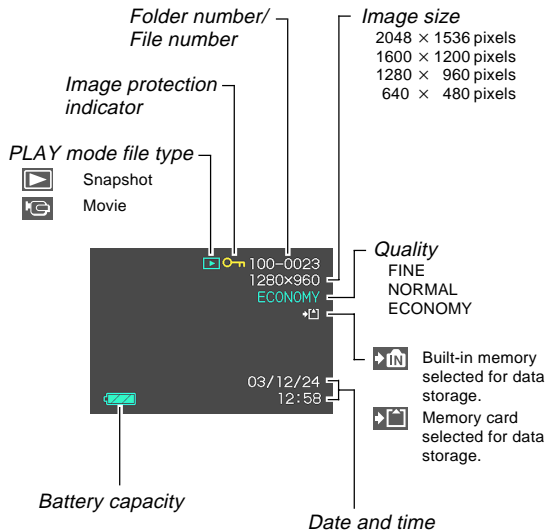 Folder number/
File number
Image size
2048 × 1536 pixels
1600 × 1200 pixels
1280 × 960 pixels
640 × 480 pixels
Image protection
indicator
PLAY mode file type
Snapshot
Movie
100-0023
1280×960
ECONOMY
Quality
FINE
NORMAL
ECONOMY
IN
Built-in memory
selected for data
storage.
Memory card
selected for data
storage.
03/12/24
12:58
Battery capacity
Date and time